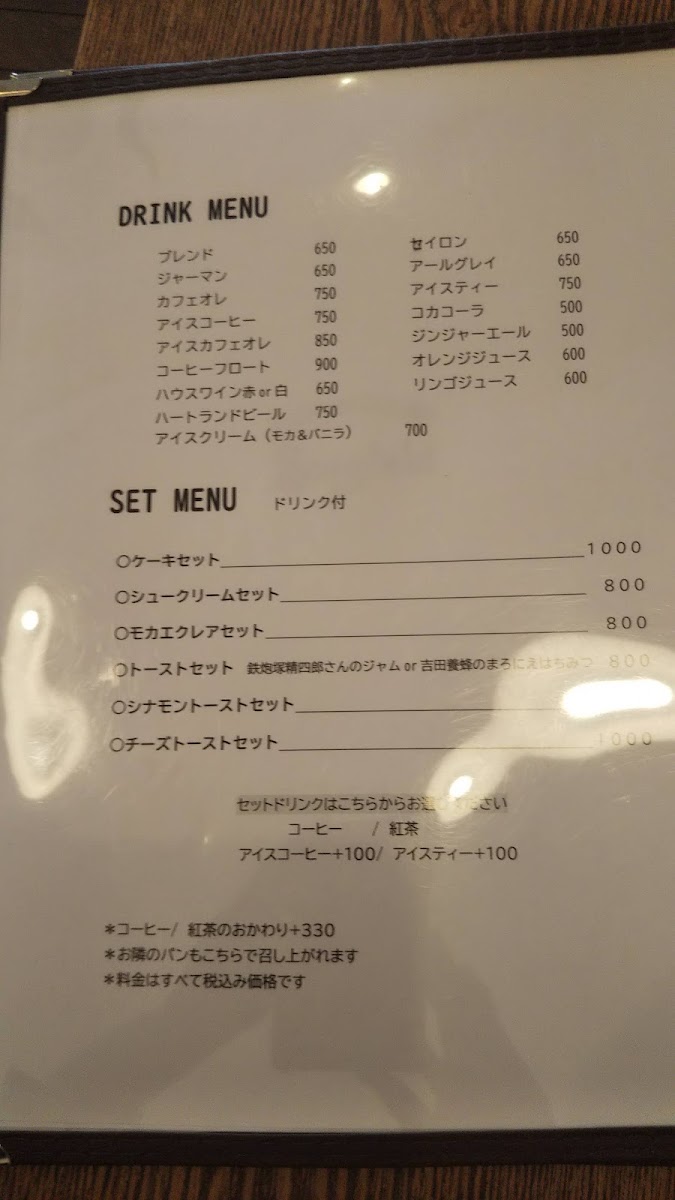 DRINK MENU
ブレンド 650
ジャーマン 650
カフェオレ 750
アイスコーヒー 750
アイスカフェオレ 850
コーヒーフロート 900
ハウスワイン赤 or 白 650
ハートランドビール 750
アイスクリーム（モカ&バニラ） 700
セイロン 650
アールグレイ 650
アイスティー 750
コカコーラ 500
ジンジャーエール 500
オレンジジュース 600
リンゴジュース 600
SET MENU ドリンク付
○ケーキセット 1000
○シュークリームセット 800
○モカエクレアセット 800
○トーストセット 鉄炮塚精四郎さんのジャム or 吉田養蜂のまろにえはちみつ 800
○シナモントーストセット
○チーズトーストセット 1000
セットドリンクはこちらからお選びください
コーヒー / 紅茶
アイスコーヒー+100/ アイスティー+100
＊コーヒー/ 紅茶のおかわり+330
＊お隣のパンもこちらで召し上がれます
＊料金はすべて税込み価格です